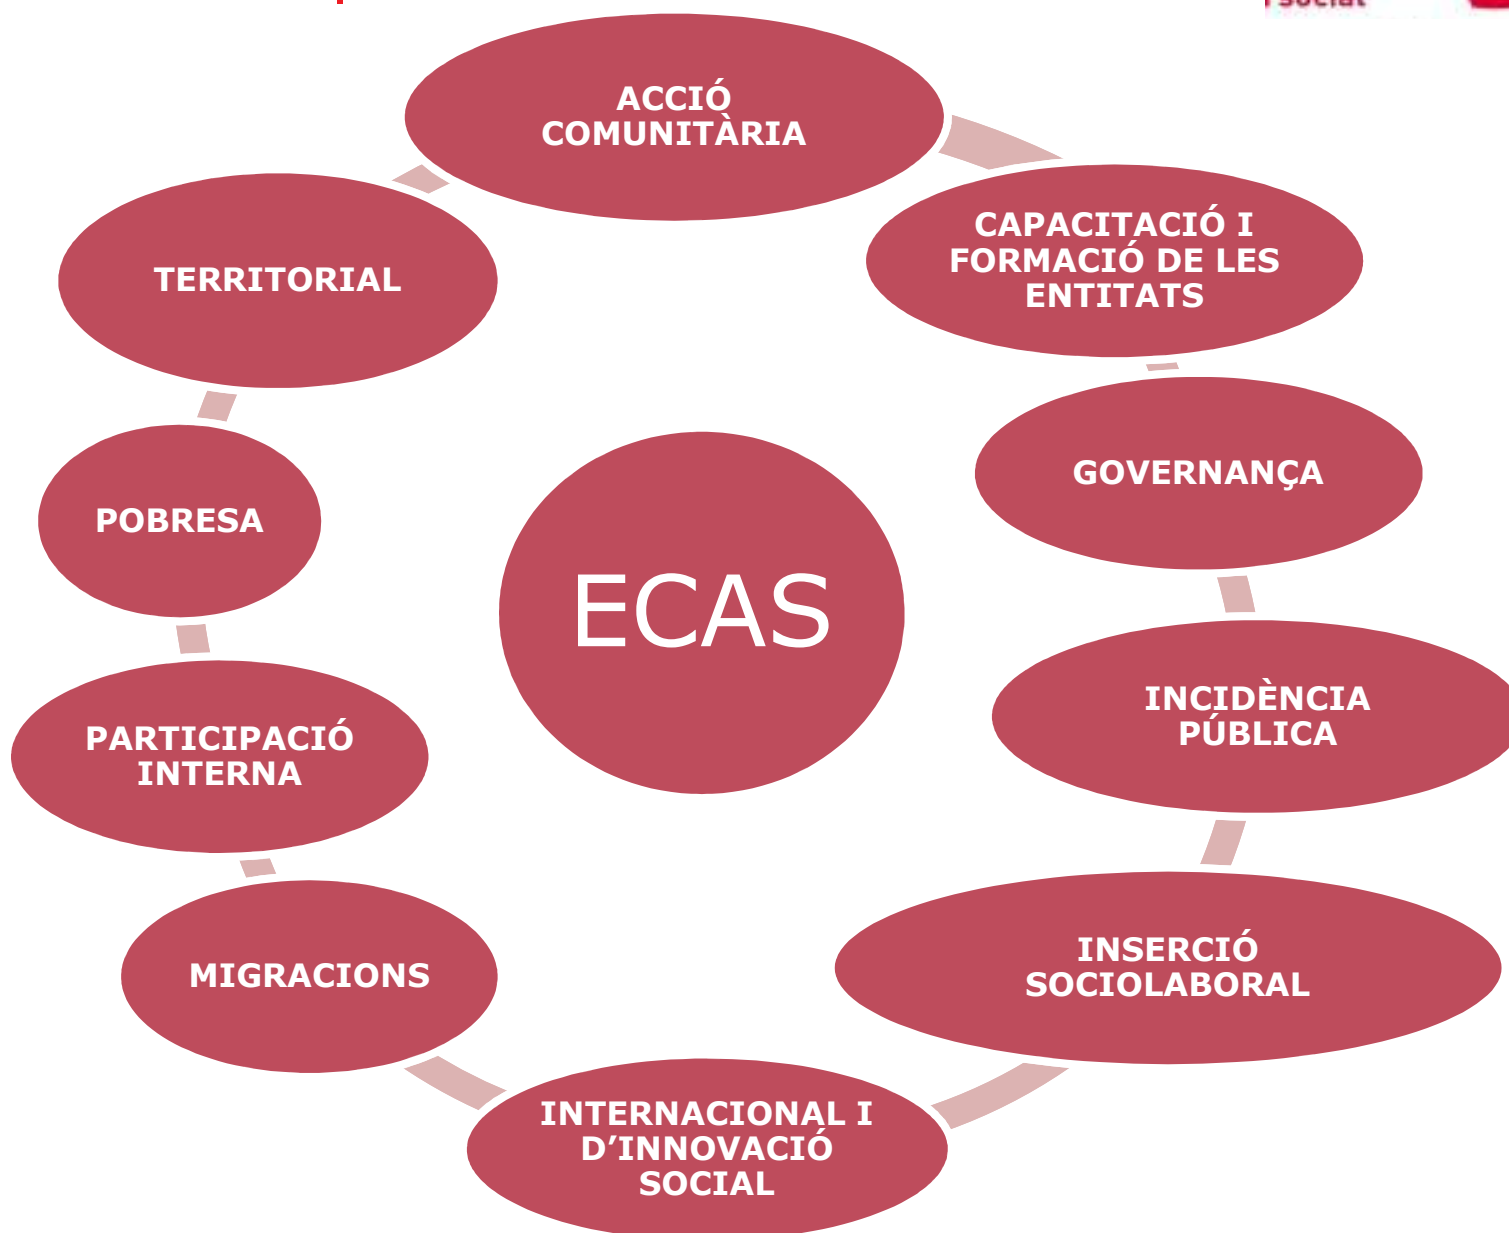 social
ACCIÓ
COMUNITÀRIA
CAPACITACIÓ I
FORMACIÓ DE LES
ENTITATS
GOVERNANÇA
INCIDÈNCIA
PÚBLICA
INSERCIÓ
SOCIOLABORAL
INTERNACIONAL I
D’INNOVACIÓ
SOCIAL
MIGRACIONS
PARTICIPACIÓ
INTERNA
POBRESA
TERRITORIAL
ECAS